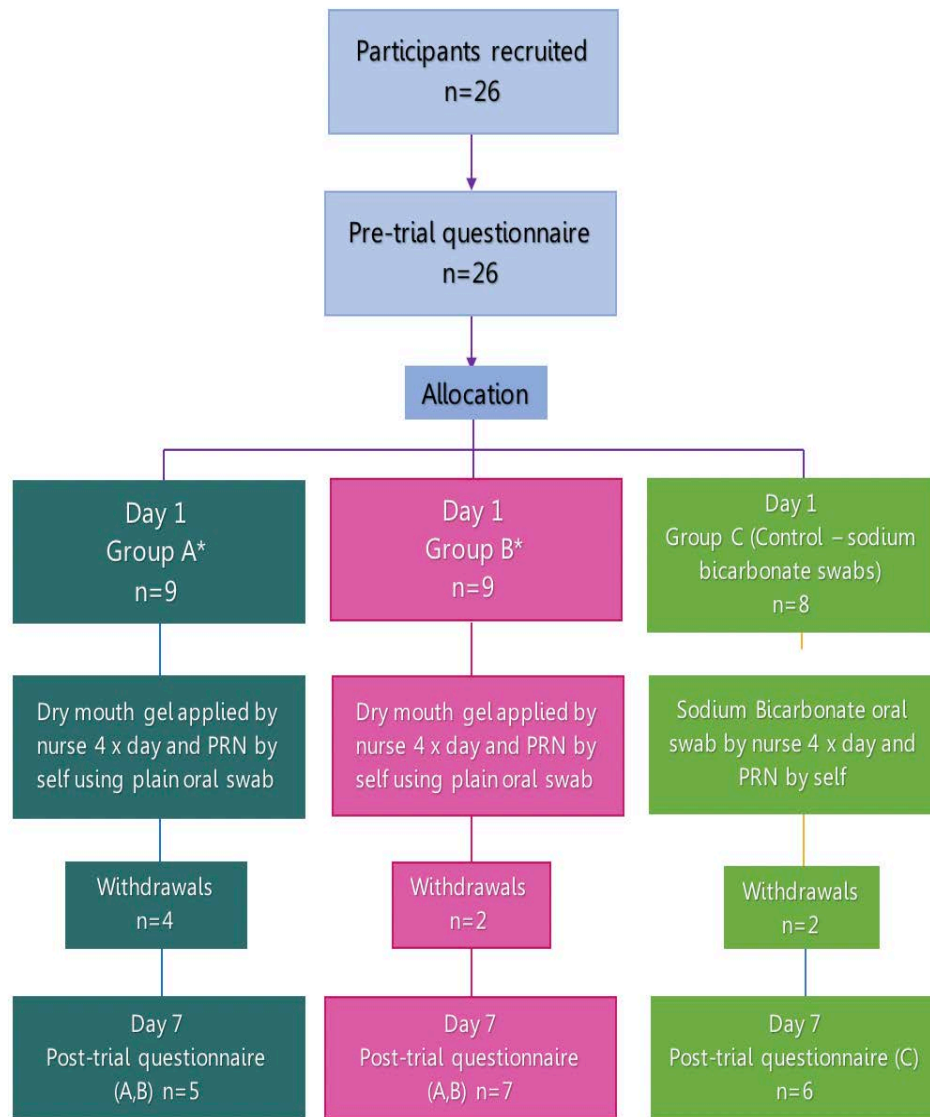 Participants recruited
n=26
Pre-trial questionnaire
n=26
Allocation
Day 1
Group A*
n=9
Day 1
Group B*
n=9
Day 1
Group C (Control – sodium
bicarbonate swabs)
n=8
Dry mouth gel applied by
nurse 4 x day and PRN by
self using plain oral swab
Dry mouth gel applied by
nurse 4 x day and PRN by
self using plain oral swab
Sodium Bicarbonate oral
swab by nurse 4 x day and
PRN by self
Withdrawals
n=4
Withdrawals
n=2
Withdrawals
n=2
Day 7
Post-trial questionnaire
(A,B) n=5
Day 7
Post-trial questionnaire
(A,B) n=7
Day 7
Post-trial questionnaire (C)
n=6